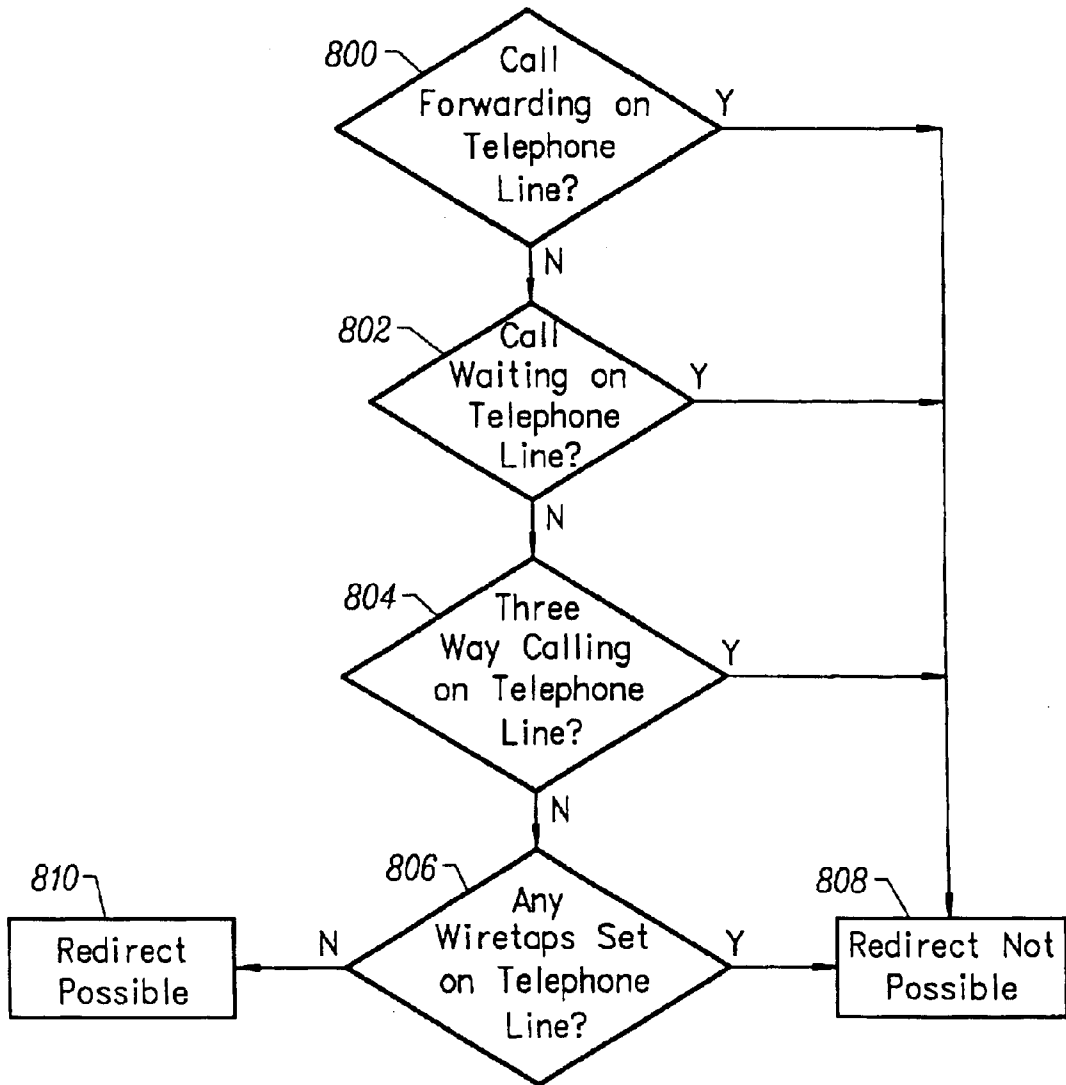 800
Call
Forwarding on
Telephone
Line?
Y
N
802
Call
Waiting on
Telephone
Line?
Y
N
804
Three
Way Calling
on Telephone
Line?
Y
N
806
Any
Wiretaps Set
on Telephone
Line?
N
Y
810
Redirect
Possible
808
Redirect Not
Possible